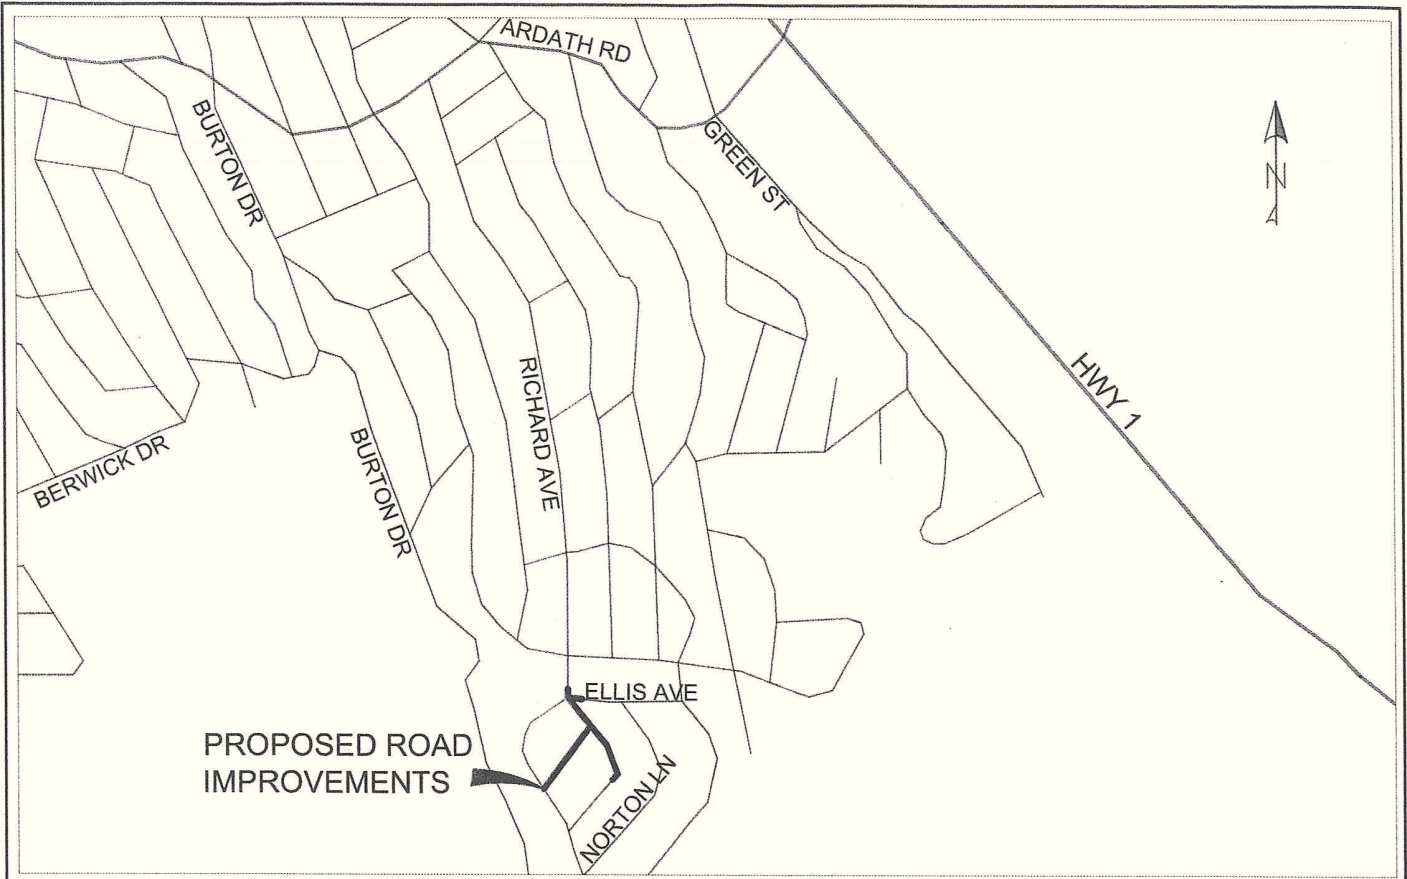 ARDATH RD
BURTON DR
GREEN ST
N
HWY 1
RICHARD AVE
BURTON DR
BERWICK DR
ELLIS AVE
PROPOSED ROAD
IMPROVEMENTS
NORTON LN